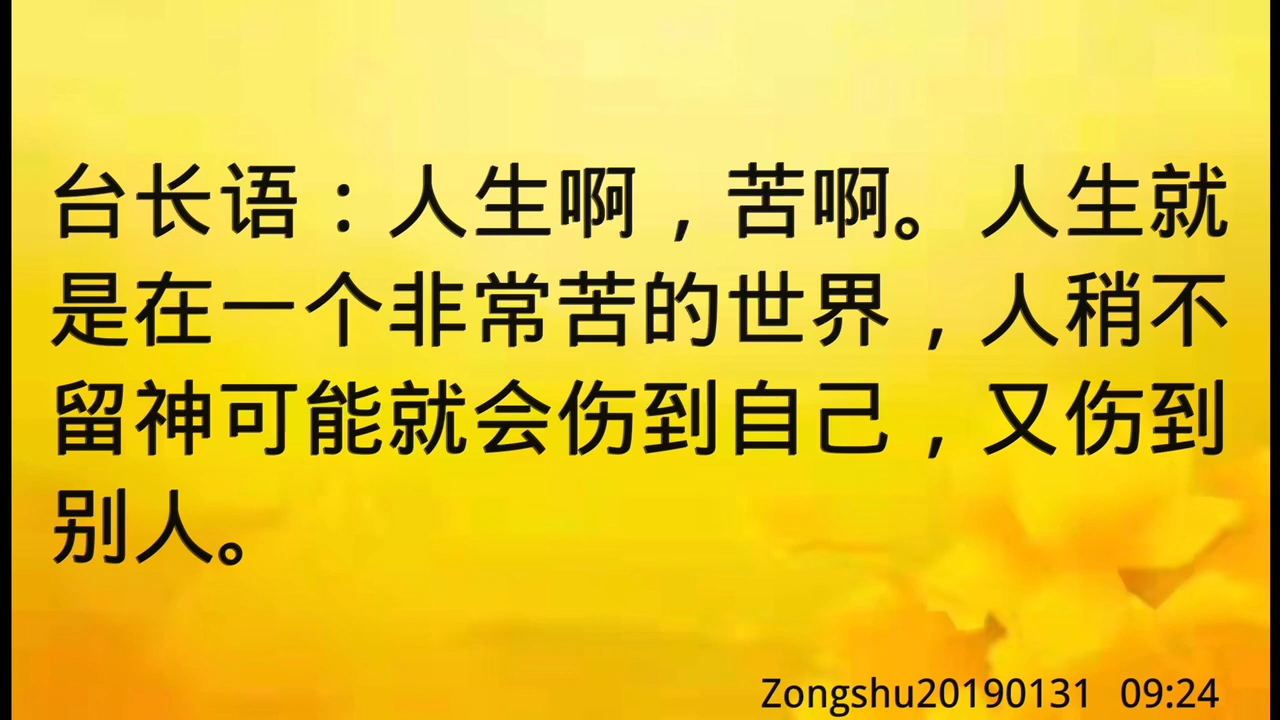 台长语：人生啊，苦啊。人生就
是在一个非常苦的世界，人稍不
留神可能就会伤到自己，又伤到
别人。
Zongshu20190131 09:24